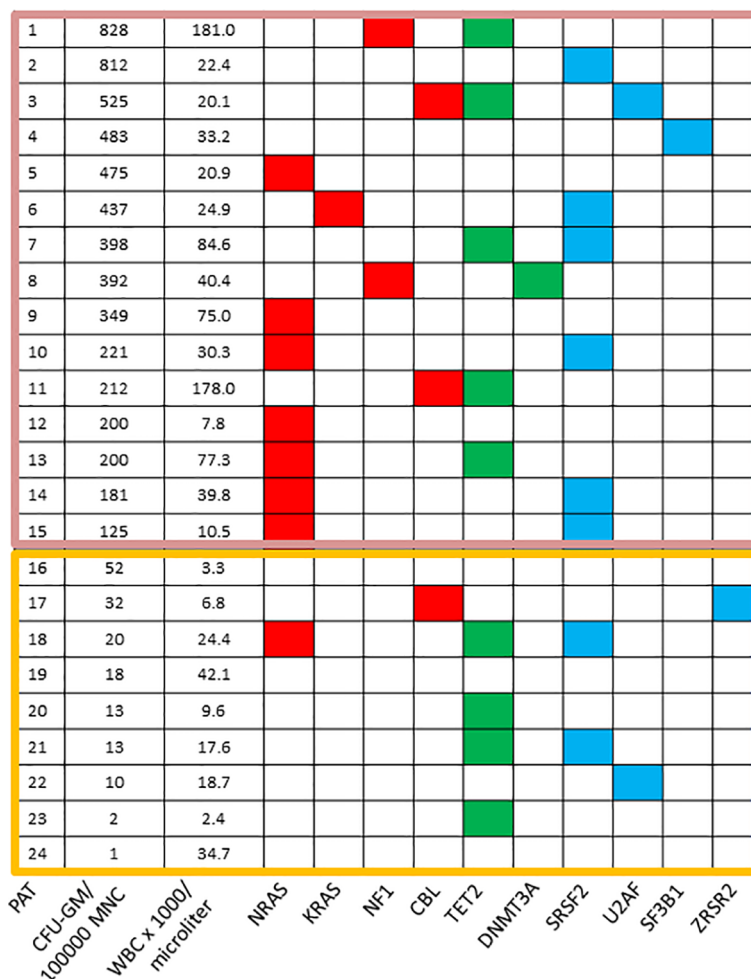 1 828 181.0
2 812 22.4
3 525 20.1
4 483 33.2
5 475 20.9
6 437 24.9
7 398 84.6
8 392 40.4
9 349 75.0
10 221 30.3
11 212 178.0
12 200 7.8
13 200 77.3
14 181 39.8
15 125 10.5
16 52 3.3
17 32 6.8
18 20 24.4
19 18 42.1
20 13 9.6
21 13 17.6
22 10 18.7
23 2 2.4
24 1 34.7
PAT
CFU-GM/
100000 MNC
WBC x 1000/
microliter
NRAS
KRAS
NF1
CBL
TET2
DNMT3A
SRSF2
U2AF
SF3B1
ZRSR2